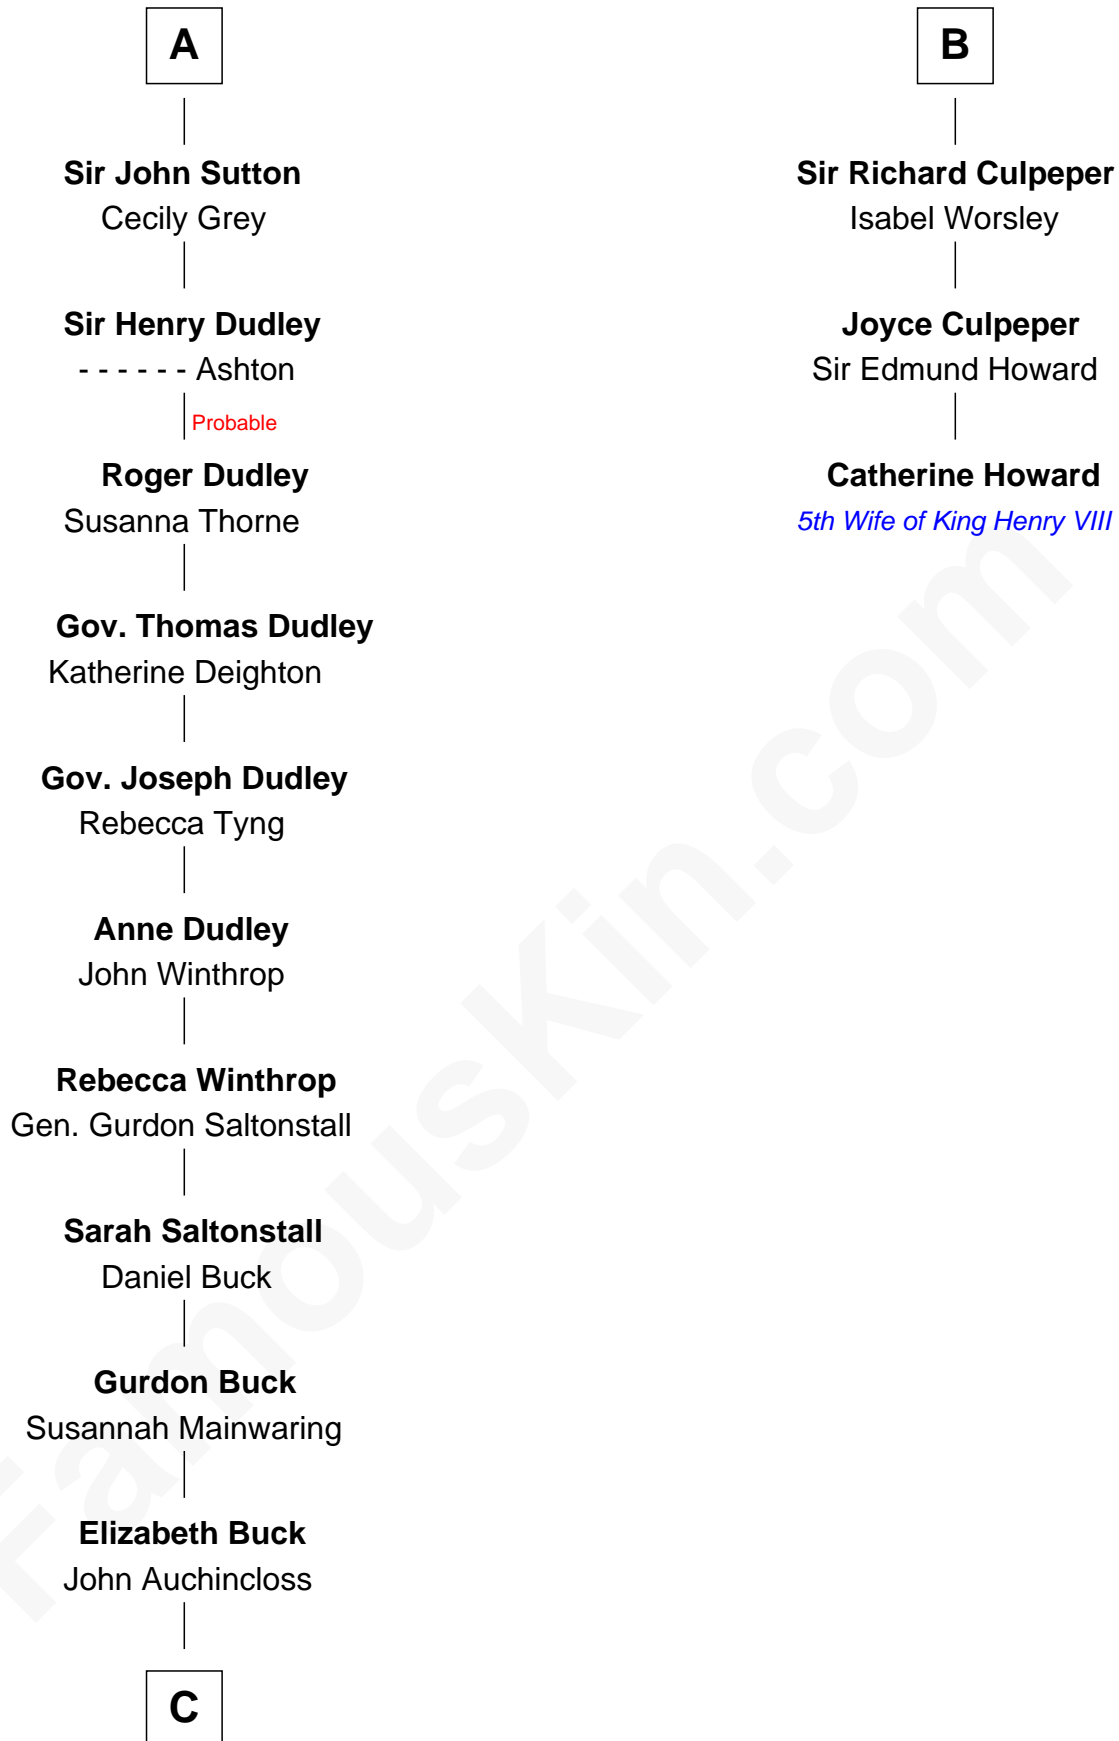 A
Sir John Sutton
Cecily Grey
Sir Henry Dudley
- - - - - - Ashton
Probable
Roger Dudley
Susanna Thorne
Gov. Thomas Dudley
Katherine Deighton
Gov. Joseph Dudley
Rebecca Tyng
Anne Dudley
John Winthrop
Rebecca Winthrop
Gen. Gurdon Saltonstall
Sarah Saltonstall
Daniel Buck
Gurdon Buck
Susannah Mainwaring
Elizabeth Buck
John Auchincloss
C
B
Sir Richard Culpeper
Isabel Worsley
Joyce Culpeper
Sir Edmund Howard
Catherine Howard
5th Wife of King Henry VIII
FamousKin.com